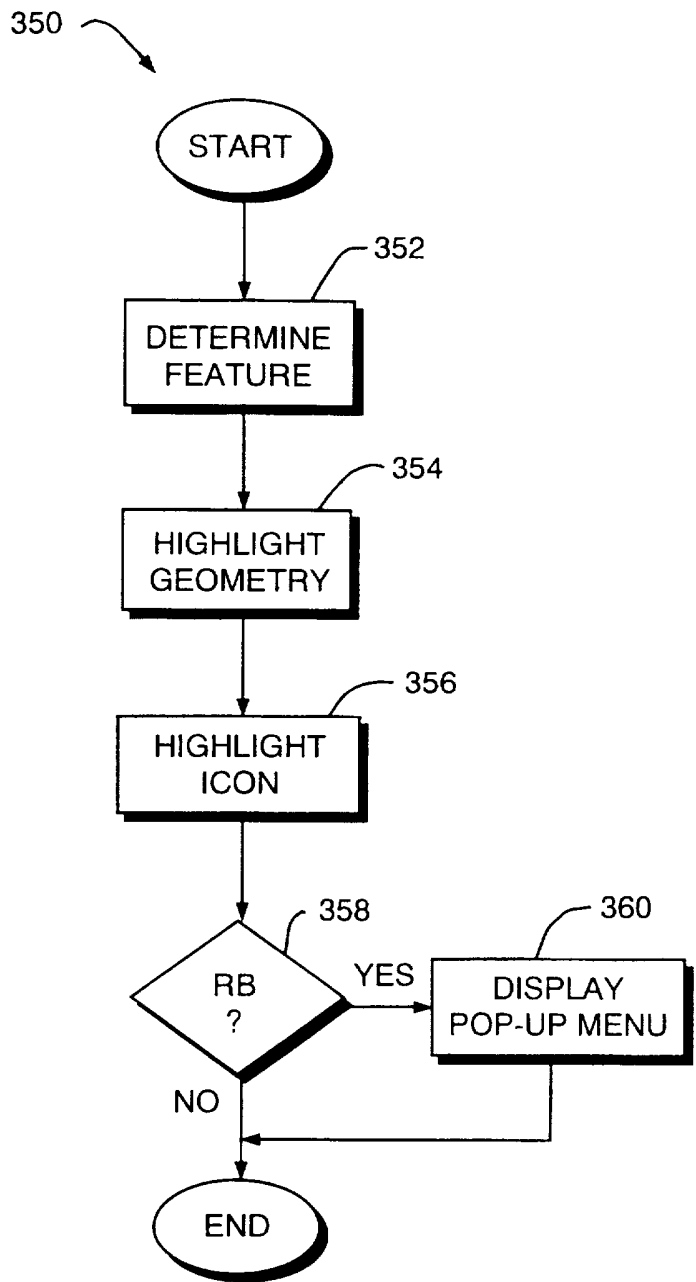 350
START
352
DETERMINE
FEATURE
354
HIGHLIGHT
GEOMETRY
356
HIGHLIGHT
ICON
358
RB
?
YES
360
DISPLAY
POP-UP MENU
NO
END